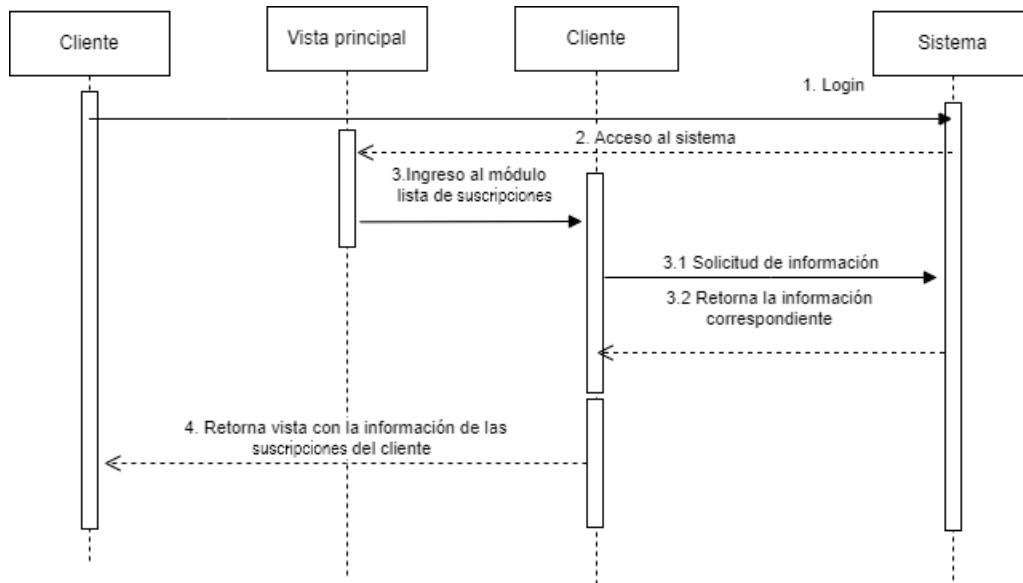 Cliente
Vista principal
Cliente
Sistema
1. Login
2. Acceso al sistema
3.Ingreso al módulo
lista de suscripciones
3.1 Solicitud de información
3.2 Retorna la información
correspondiente
4. Retorna vista con la información de las
suscripciones del cliente